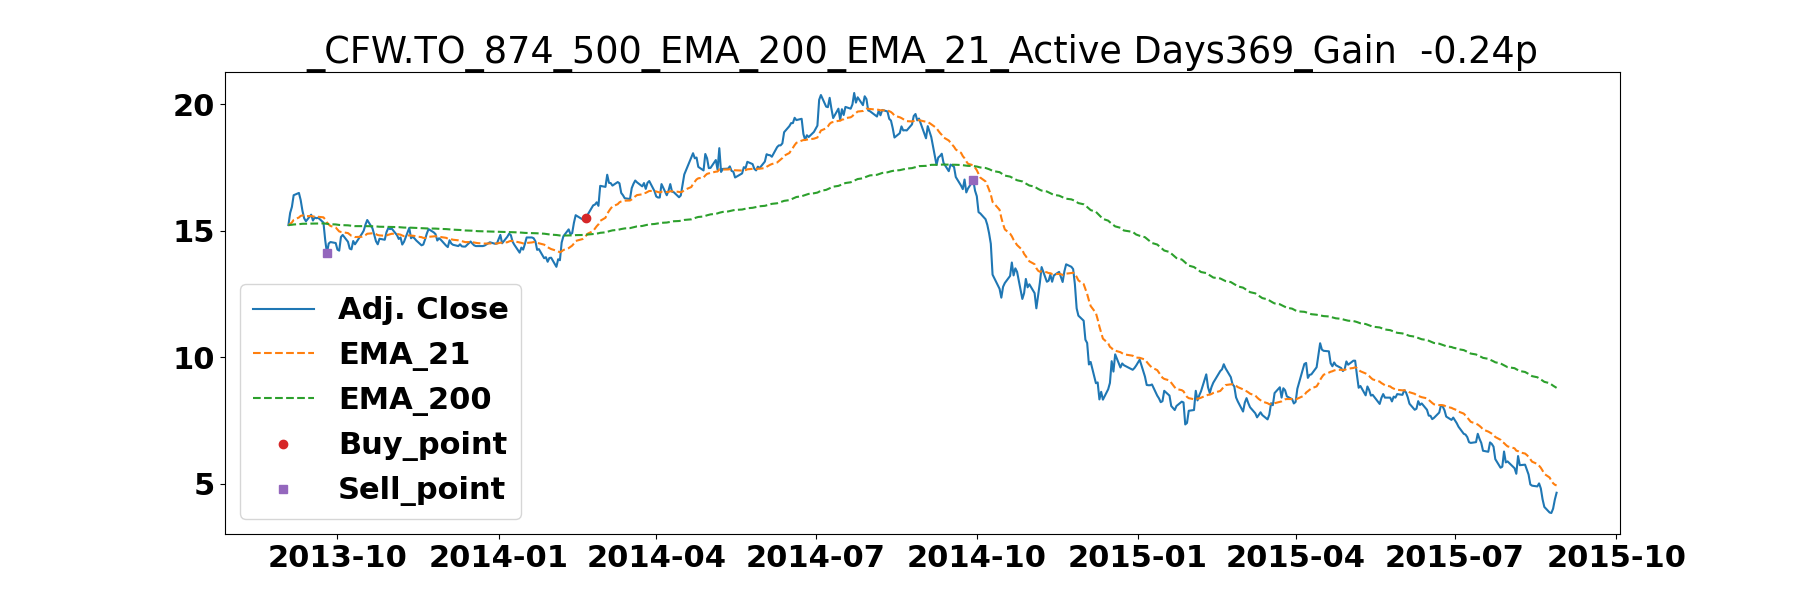 _CFW.TO_874_500_EMA_200_EMA_21_Active Days369_Gain  -0.24p
20
15
10
5
Adj. Close
EMA_21
EMA_200
Buy_point
Sell_point
2013-10 2014-01 2014-04 2014-07 2014-10 2015-01 2015-04 2015-07 2015-10